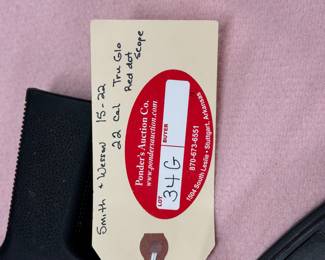 Smith & Wesson 15-22
22 Cal Tru Glo
Red dot
scope
Ponder's Auction Co.
www.pondersauction.com
LOT
34G
BUYER
870-673-6551
1504 South Leslie • Stuttgart, Arkansas